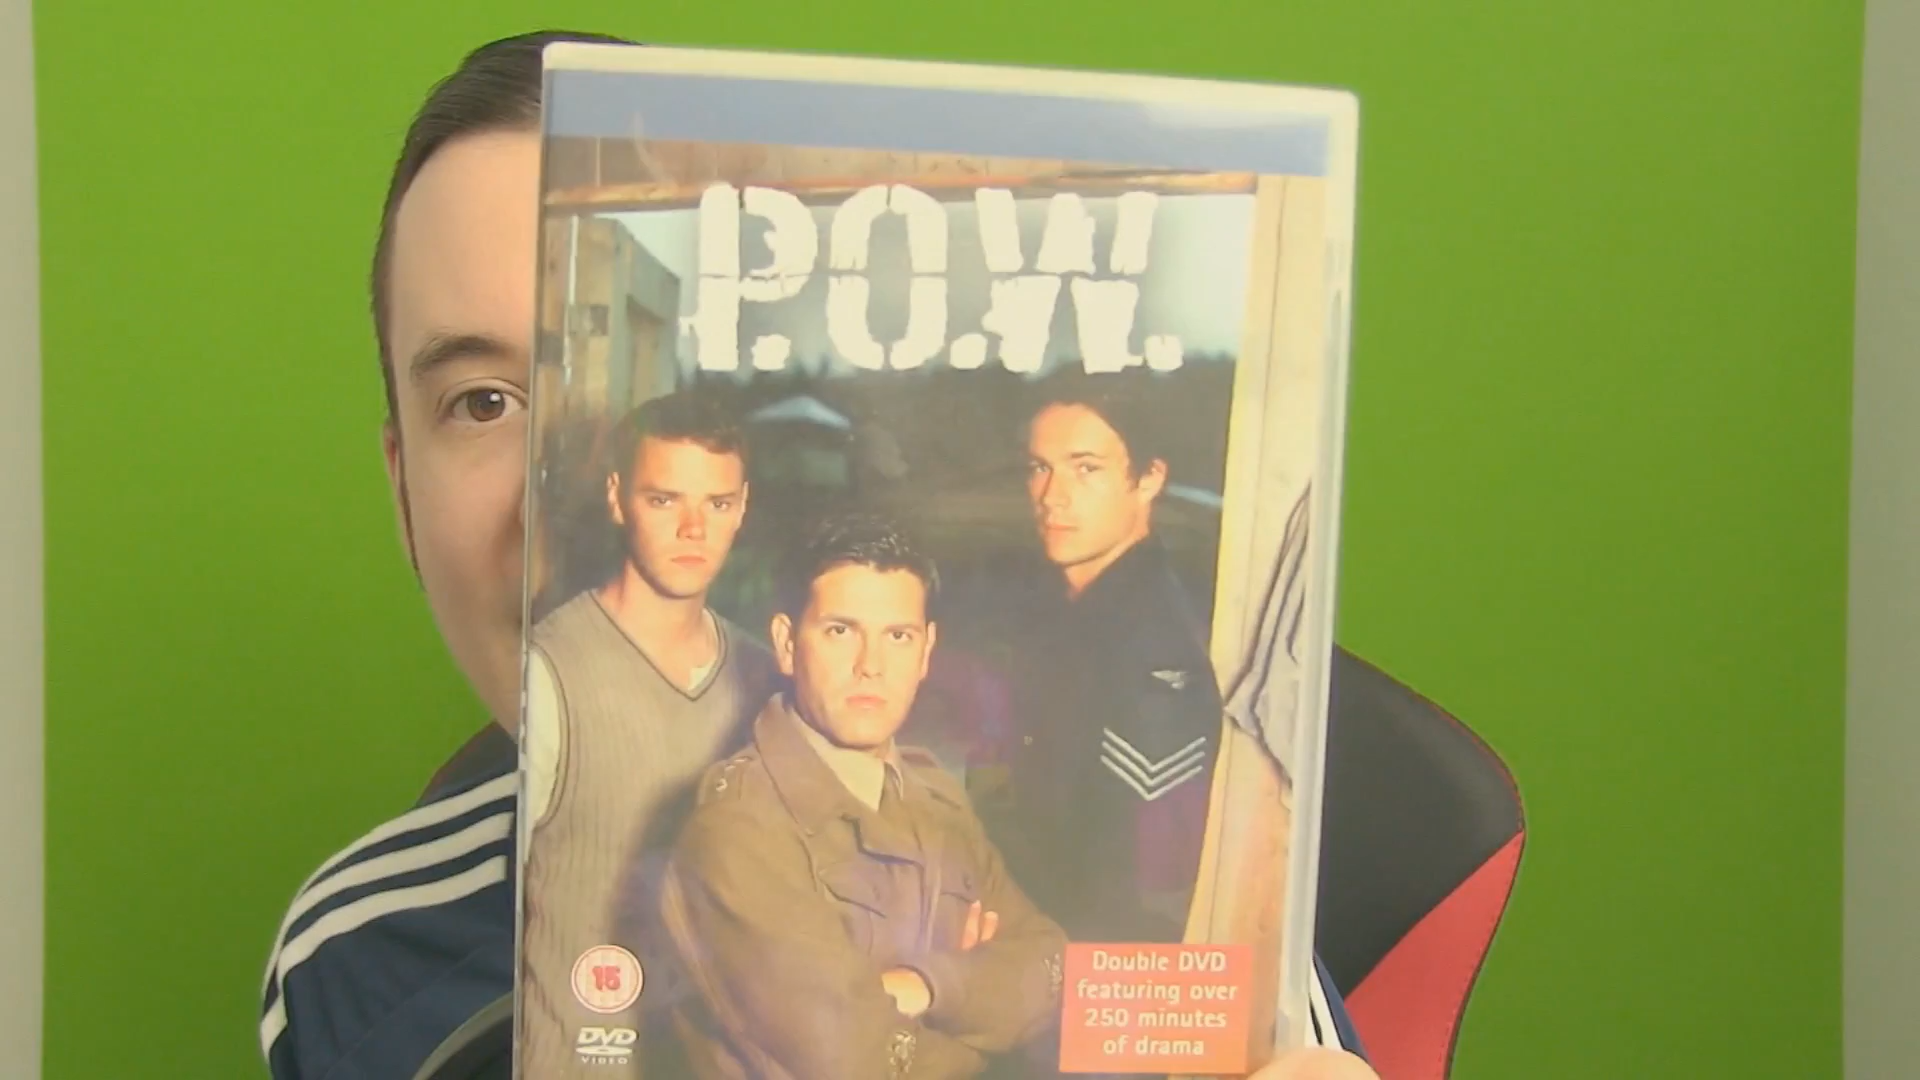 P.O.W.
15
DVD
VIDEO
Double DVD
featuring over
250 minutes
of drama